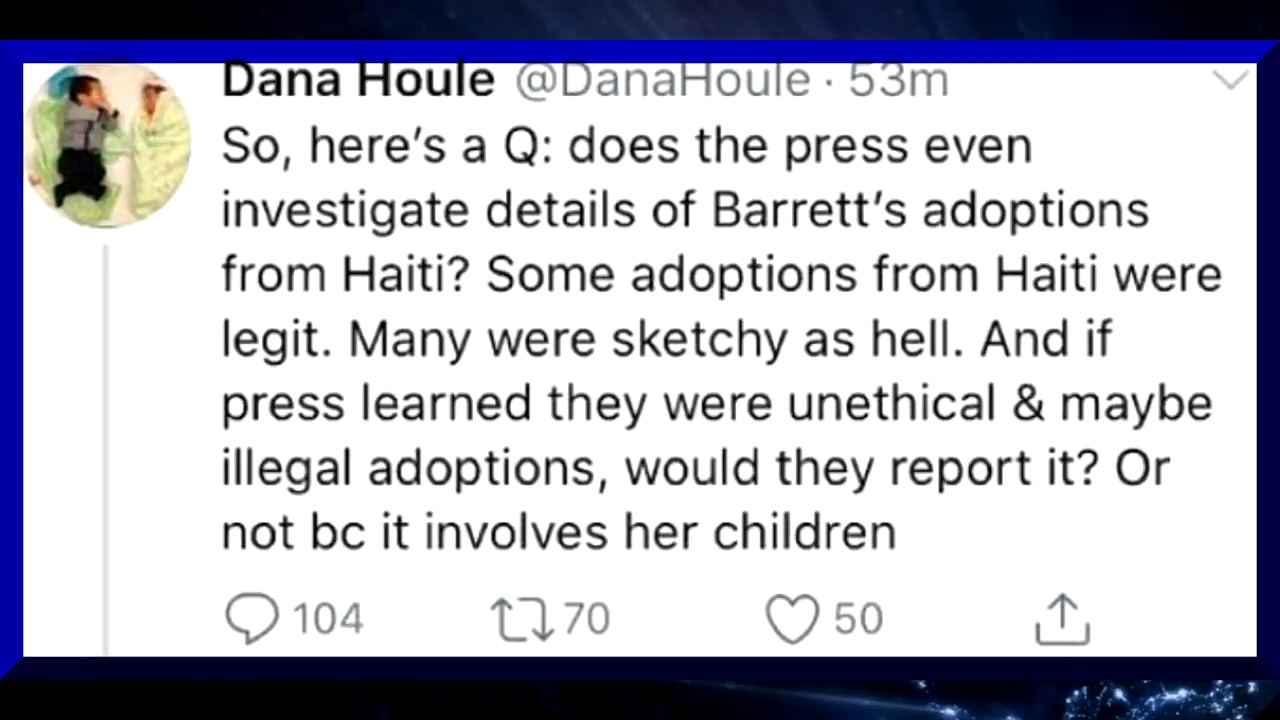 Dana Houle @DanaHoule · 53m
So, here's a Q: does the press even
investigate details of Barrett's adoptions
from Haiti? Some adoptions from Haiti were
legit. Many were sketchy as hell. And if
press learned they were unethical & maybe
illegal adoptions, would they report it? Or
not bc it involves her children
104 70 50